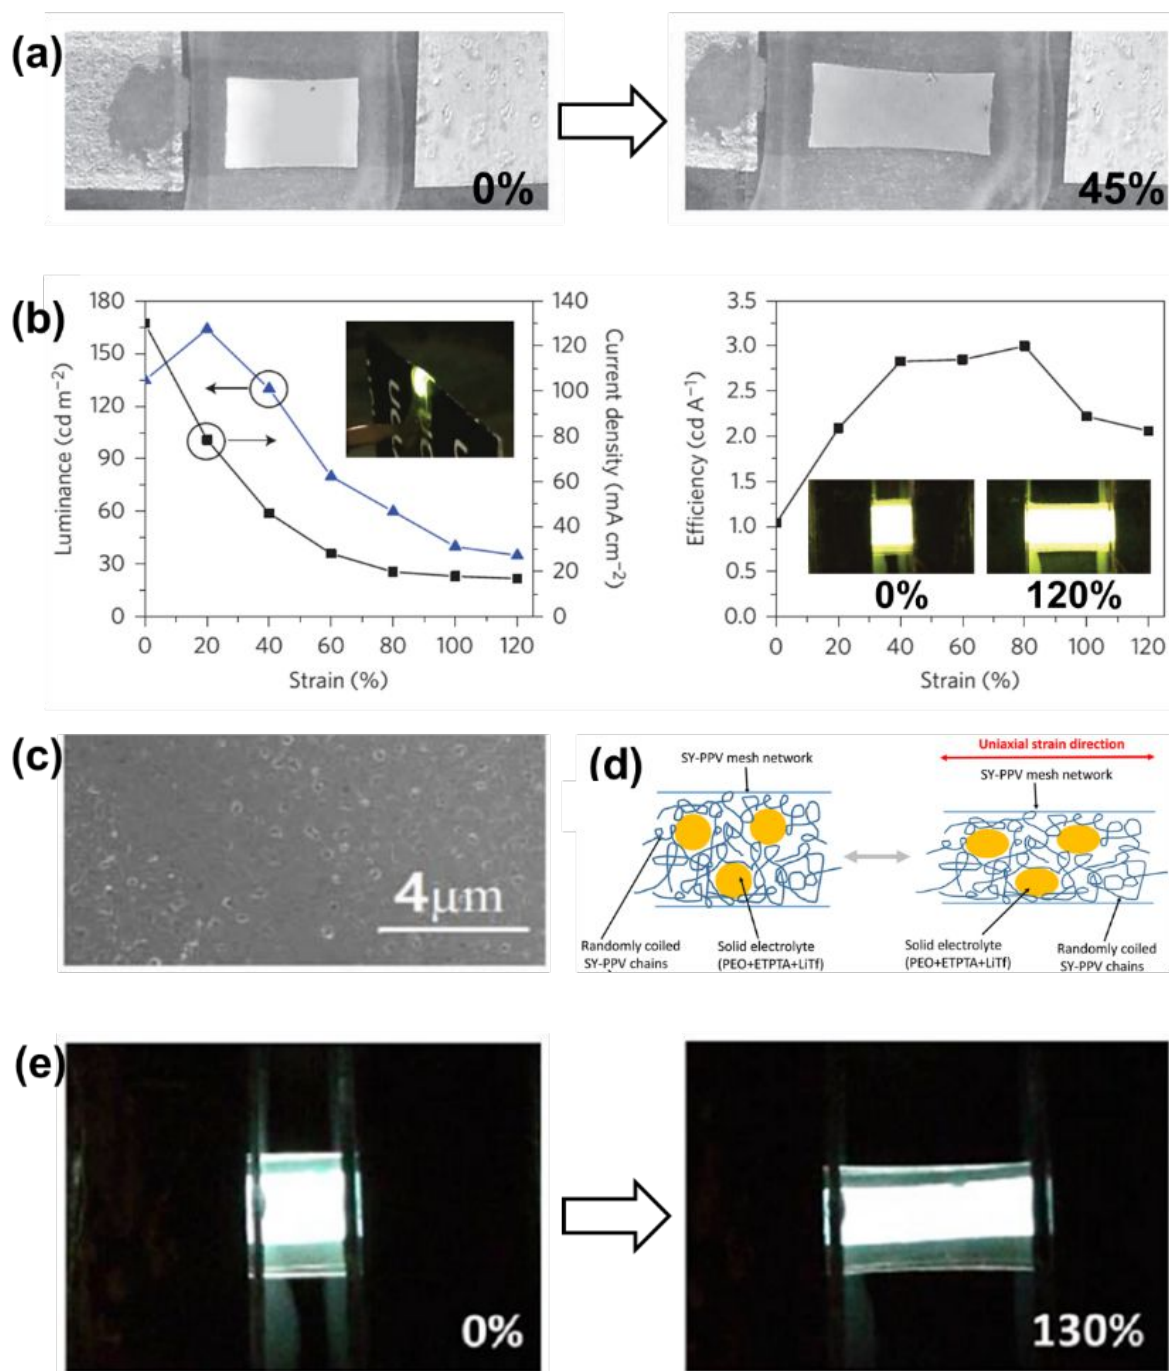 (a)
0%
45%
(b)
Luminance (cd m⁻²)
180
150
120
90
60
30
0
140
120
100
80
60
40
20
0
Current density (mA cm⁻²)
0 20 40 60 80 100 120
Strain (%)
Efficiency (cd A⁻¹)
3.5
3.0
2.5
2.0
1.5
1.0
0.5
0.0
0% 120%
0 20 40 60 80 100 120
Strain (%)
(c)
4μm
(d)
SY-PPV mesh network
Randomly coiled
SY-PPV chains
Solid electrolyte
(PEO+ETPTA+LiTf)
Uniaxial strain direction
SY-PPV mesh network
Solid electrolyte
(PEO+ETPTA+LiTf)
Randomly coiled
SY-PPV chains
(e)
0%
130%